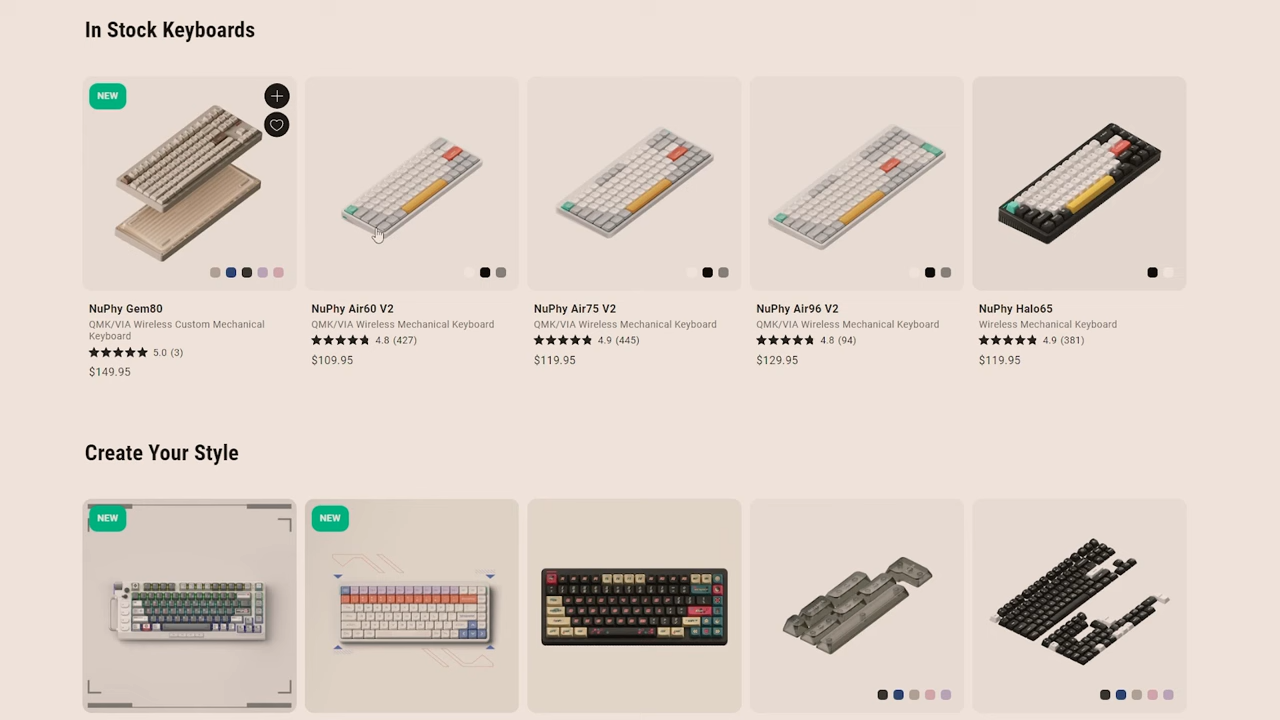 In Stock Keyboards
NEW
NuPhy Gem80
QMK/VIA Wireless Custom Mechanical
Keyboard
5.0 (3)
$149.95
NuPhy Air60 V2
QMK/VIA Wireless Mechanical Keyboard
4.8 (427)
$109.95
NuPhy Air75 V2
QMK/VIA Wireless Mechanical Keyboard
4.9 (445)
$119.95
NuPhy Air96 V2
QMK/VIA Wireless Mechanical Keyboard
4.8 (94)
$129.95
NuPhy Halo65
Wireless Mechanical Keyboard
4.9 (381)
$119.95
Create Your Style
NEW
NEW